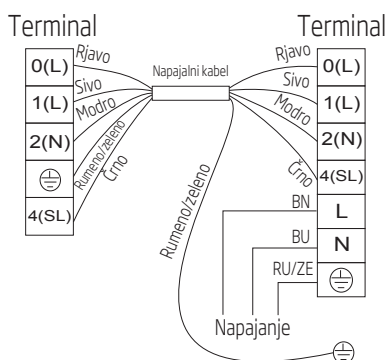 Terminal
0(L)
1(L)
2(N)
4(SL)
Rjavo
Sivo
Modro
Rumeno/zeleno
Črno
Napajalni kabel
Rumeno/zeleno
Terminal
Rjavo
Sivo
Modro
Črno
0(L)
1(L)
2(N)
4(SL)
BN
L
BU
N
RU/ZE
Napajanje